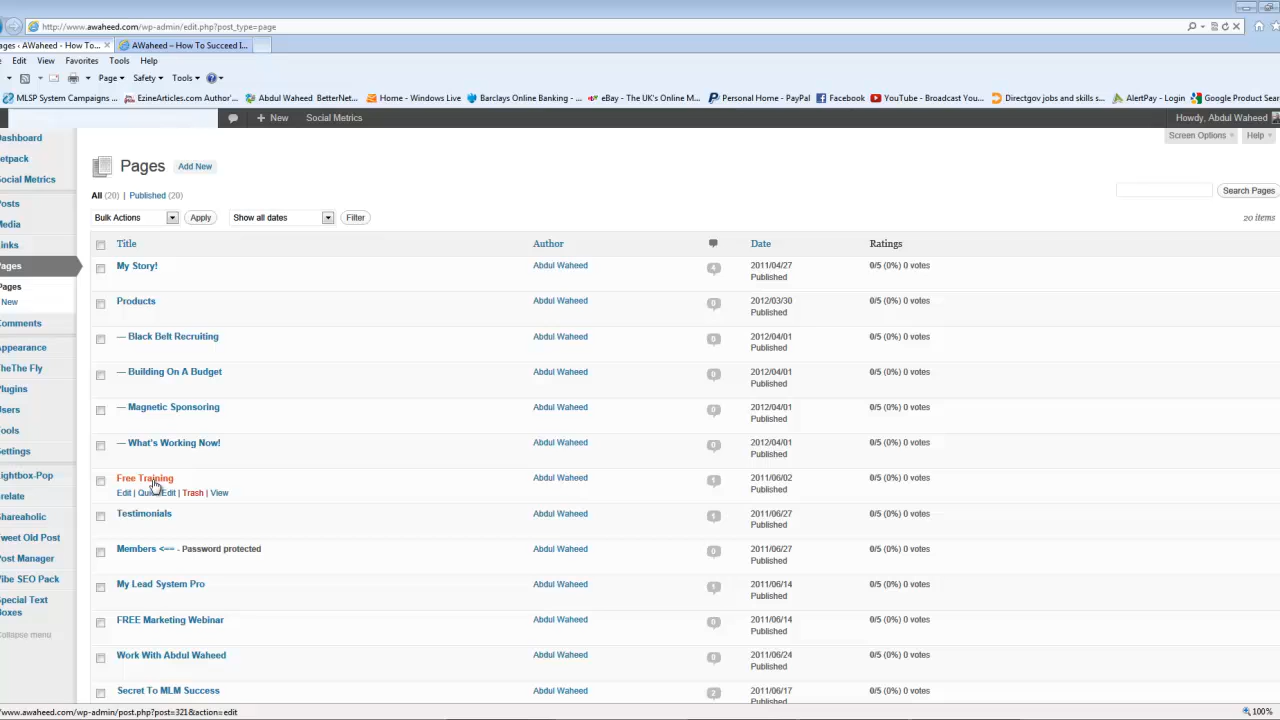 http://www.awaheed.com/wp-admin/edit.php?post_type=page
ages ‹ AWaheed - How To... AWaheed – How To Succeed I...
Edit View Favorites Tools Help
Page Safety Tools
MLSP System Campaigns ... EzineArticles.com Author'... Abdul Waheed BetterNet... Home - Windows Live Barclays Online Banking - ... eBay - The UK's Online M... Personal Home - PayPal Facebook YouTube - Broadcast You... Directgov jobs and skills s... AlertPay - Login Google Product Sear
+ New Social Metrics Howdy, Abdul Waheed
Screen Options Help
Dashboard
etpack
Social Metrics
Posts
Media
Links
Pages
Pages
New
Comments
Appearance
TheThe Fly
Plugins
Users
Tools
Settings
Lightbox-Pop
nrelate
Shareaholic
Tweet Old Post
Post Manager
Vibe SEO Pack
Special Text
Boxes
Collapse menu
Pages Add New
All (20) | Published (20)
Search Pages
Bulk Actions Apply Show all dates Filter 20 items
Title Author Date Ratings
My Story! Abdul Waheed 4 2011/04/27 0/5 (0%) 0 votes
Published
Products Abdul Waheed 0 2012/03/30 0/5 (0%) 0 votes
Published
— Black Belt Recruiting Abdul Waheed 0 2012/04/01 0/5 (0%) 0 votes
Published
— Building On A Budget Abdul Waheed 0 2012/04/01 0/5 (0%) 0 votes
Published
— Magnetic Sponsoring Abdul Waheed 0 2012/04/01 0/5 (0%) 0 votes
Published
— What's Working Now! Abdul Waheed 0 2012/04/01 0/5 (0%) 0 votes
Published
Free Training Abdul Waheed 1 2011/06/02 0/5 (0%) 0 votes
Published
Edit | Quick Edit | Trash | View
Testimonials Abdul Waheed 1 2011/06/27 0/5 (0%) 0 votes
Published
Members <== - Password protected Abdul Waheed 0 2011/06/27 0/5 (0%) 0 votes
Published
My Lead System Pro Abdul Waheed 1 2011/06/14 0/5 (0%) 0 votes
Published
FREE Marketing Webinar Abdul Waheed 0 2011/06/14 0/5 (0%) 0 votes
Published
Work With Abdul Waheed Abdul Waheed 0 2011/06/24 0/5 (0%) 0 votes
Published
Secret To MLM Success Abdul Waheed 2 2011/06/17 0/5 (0%) 0 votes
Published
/www.awaheed.com/wp-admin/post.php?post=321&action=edit 100%